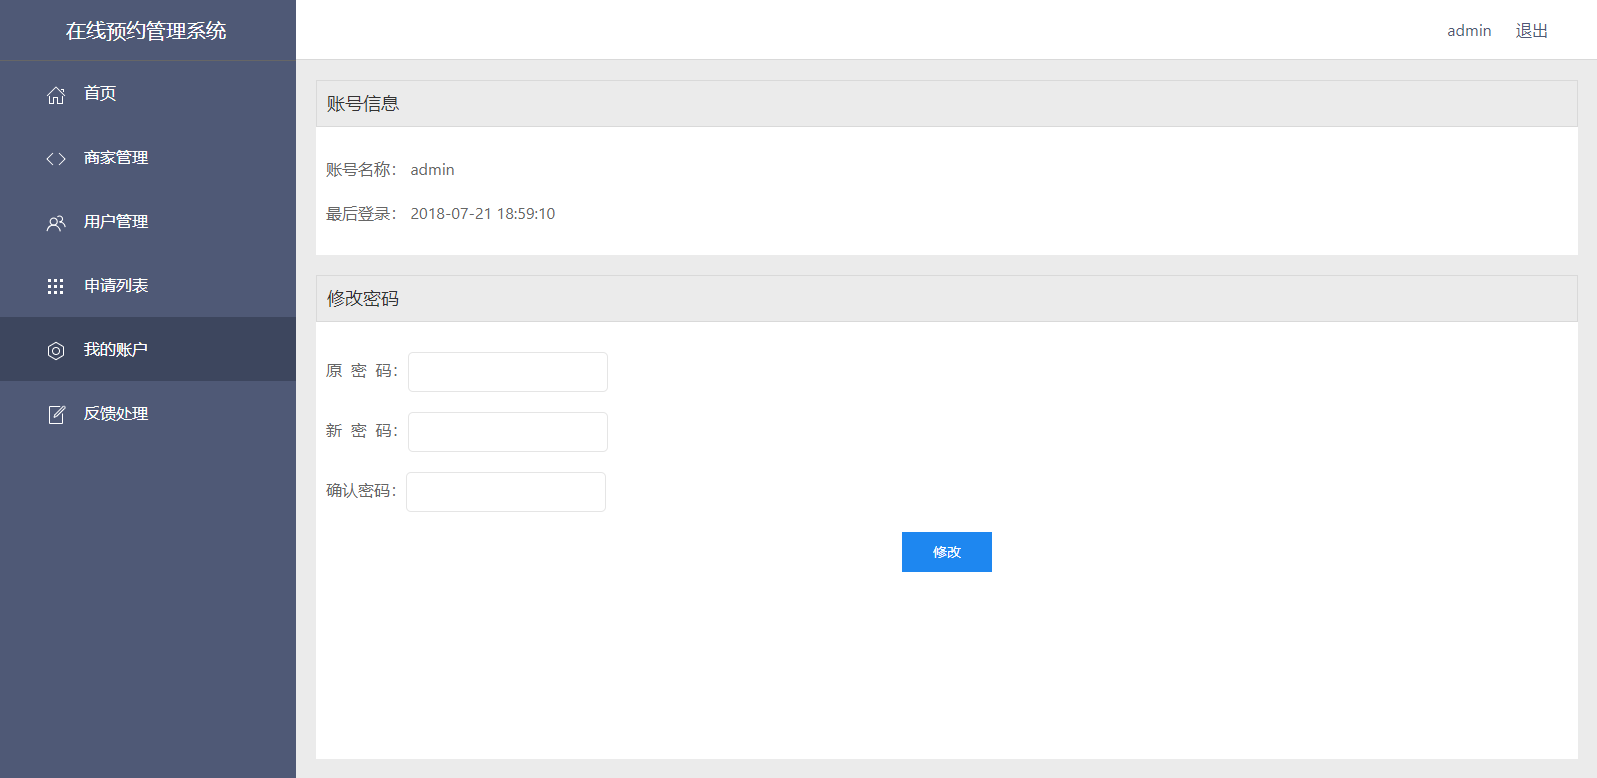 在线预约管理系统
admin 退出
首页
商家管理
用户管理
申请列表
我的账户
反馈处理
账号信息
账号名称： admin
最后登录： 2018-07-21 18:59:10
修改密码
原 密 码：
新 密 码：
确认密码：
修改